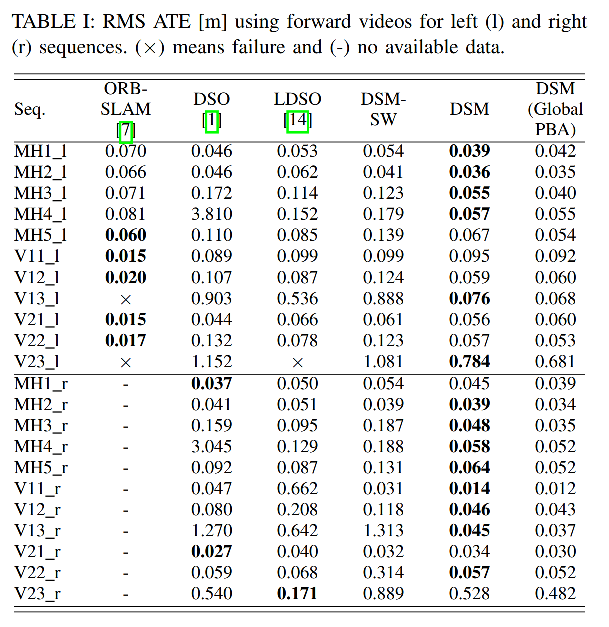 TABLE I: RMS ATE [m] using forward videos for left (l) and right
(r) sequences. (×) means failure and (-) no available data.
Seq. ORB-SLAM [7] DSO [1] LDSO [14] DSM-SW DSM DSM (Global PBA)
MH1_l 0.070 0.046 0.053 0.054 0.039 0.042
MH2_l 0.066 0.046 0.062 0.041 0.036 0.035
MH3_l 0.071 0.172 0.114 0.123 0.055 0.040
MH4_l 0.081 3.810 0.152 0.179 0.057 0.055
MH5_l 0.060 0.110 0.085 0.139 0.067 0.054
V11_l 0.015 0.089 0.099 0.099 0.095 0.092
V12_l 0.020 0.107 0.087 0.124 0.059 0.060
V13_l × 0.903 0.536 0.888 0.076 0.068
V21_l 0.015 0.044 0.066 0.061 0.056 0.060
V22_l 0.017 0.132 0.078 0.123 0.057 0.053
V23_l × 1.152 × 1.081 0.784 0.681
MH1_r - 0.037 0.050 0.054 0.045 0.039
MH2_r - 0.041 0.051 0.039 0.039 0.034
MH3_r - 0.159 0.095 0.187 0.048 0.035
MH4_r - 3.045 0.129 0.188 0.058 0.052
MH5_r - 0.092 0.087 0.131 0.064 0.052
V11_r - 0.047 0.662 0.031 0.014 0.012
V12_r - 0.080 0.208 0.118 0.046 0.043
V13_r - 1.270 0.642 1.313 0.045 0.037
V21_r - 0.027 0.040 0.032 0.034 0.030
V22_r - 0.059 0.068 0.314 0.057 0.052
V23_r - 0.540 0.171 0.889 0.528 0.482